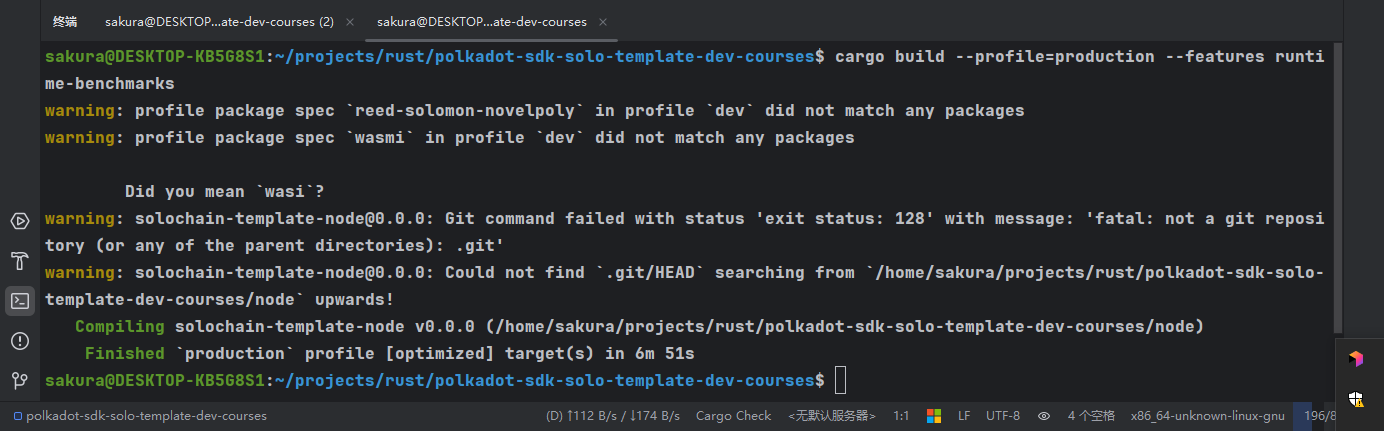 终端 sakura@DESKTOP...ate-dev-courses (2) × sakura@DESKTOP...ate-dev-courses ×
sakura@DESKTOP-KB5G8S1:~/projects/rust/polkadot-sdk-solo-template-dev-courses$ cargo build --profile=production --features runti
me-benchmarks
warning: profile package spec `reed-solomon-novelpoly` in profile `dev` did not match any packages
warning: profile package spec `wasmi` in profile `dev` did not match any packages
Did you mean `wasi`?
warning: solochain-template-node@0.0.0: Git command failed with status 'exit status: 128' with message: 'fatal: not a git reposi
tory (or any of the parent directories): .git'
warning: solochain-template-node@0.0.0: Could not find `.git/HEAD` searching from `/home/sakura/projects/rust/polkadot-sdk-solo-
template-dev-courses/node` upwards!
Compiling solochain-template-node v0.0.0 (/home/sakura/projects/rust/polkadot-sdk-solo-template-dev-courses/node)
Finished `production` profile [optimized] target(s) in 6m 51s
sakura@DESKTOP-KB5G8S1:~/projects/rust/polkadot-sdk-solo-template-dev-courses$
polkadot-sdk-solo-template-dev-courses (D) ↑112 B/s / ↓174 B/s Cargo Check <无默认服务器> 1:1 LF UTF-8 4 个空格 x86_64-unknown-linux-gnu 196/8